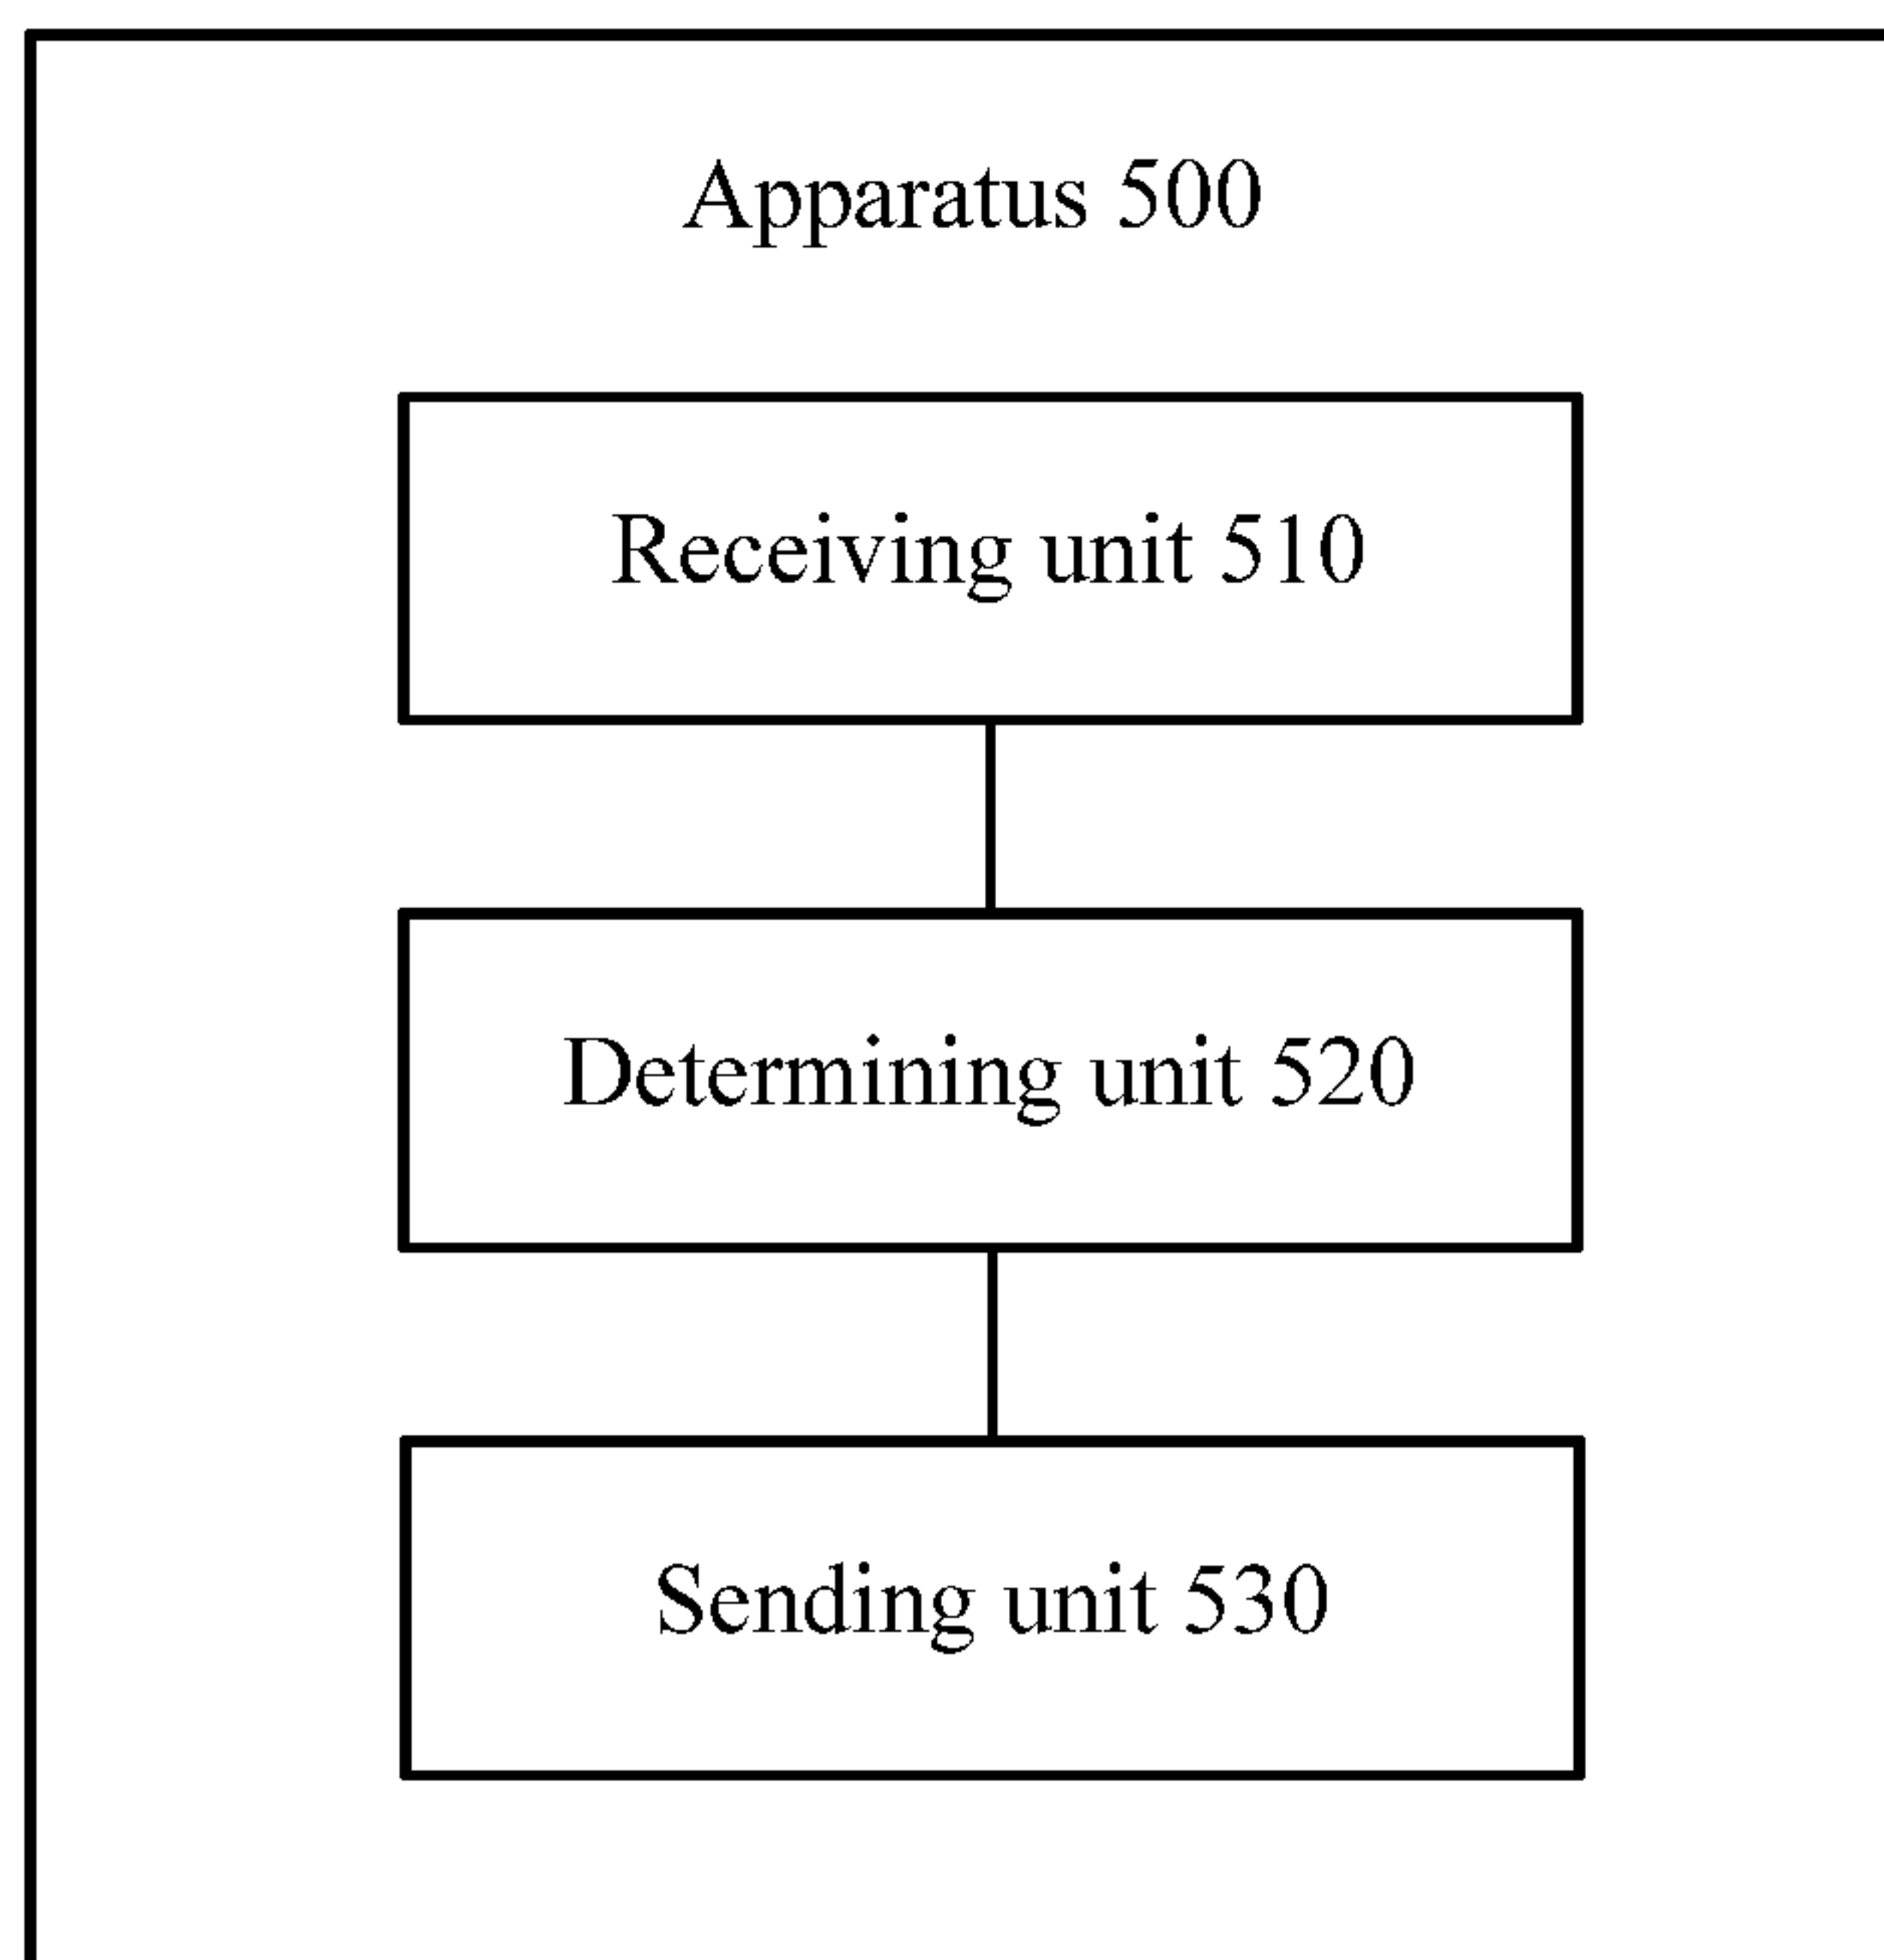 Apparatus 500
Receiving unit 510
Determining unit 520
Sending unit 530